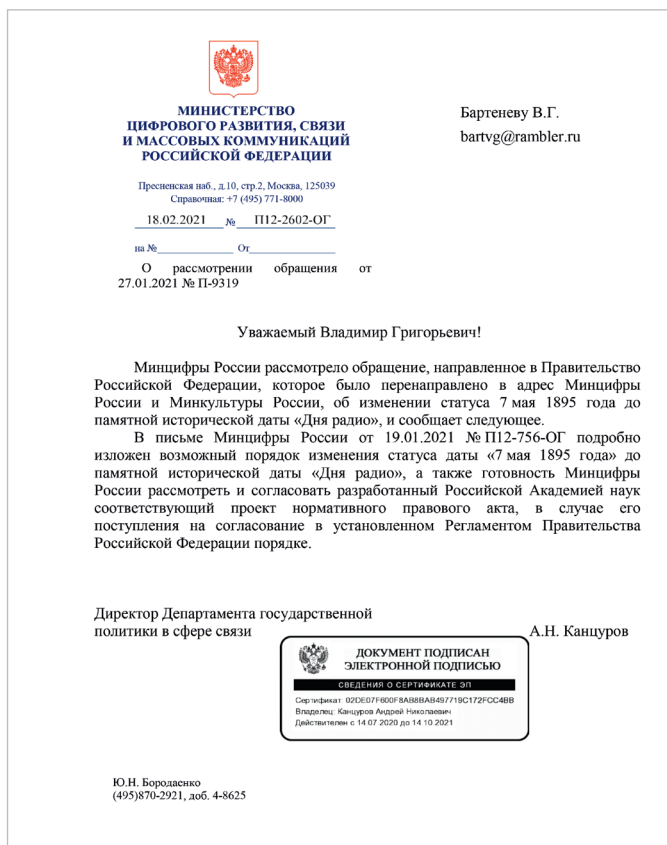 МИНИСТЕРСТВО
ЦИФРОВОГО РАЗВИТИЯ, СВЯЗИ
И МАССОВЫХ КОММУНИКАЦИЙ
РОССИЙСКОЙ ФЕДЕРАЦИИ
Пресненская наб., д.10, стр.2, Москва, 125039
Справочная: +7 (495) 771-8000
18.02.2021 № П12-2602-ОГ
на №______________ От__________________
О рассмотрении обращения от
27.01.2021 № П-9319
Бартеневу В.Г.
bartvg@rambler.ru
Уважаемый Владимир Григорьевич!
Минцифры России рассмотрело обращение, направленное в Правительство
Российской Федерации, которое было перенаправлено в адрес Минцифры
России и Минкультуры России, об изменении статуса 7 мая 1895 года до
памятной исторической даты «Дня радио», и сообщает следующее.
В письме Минцифры России от 19.01.2021 № П12-756-ОГ подробно
изложен возможный порядок изменения статуса даты «7 мая 1895 года» до
памятной исторической даты «Дня радио», а также готовность Минцифры
России рассмотреть и согласовать разработанный Российской Академией наук
соответствующий проект нормативного правового акта, в случае его
поступления на согласование в установленном Регламентом Правительства
Российской Федерации порядке.
Директор Департамента государственной
политики в сфере связи А.Н. Канцуров
ДОКУМЕНТ ПОДПИСАН
ЭЛЕКТРОННОЙ ПОДПИСЬЮ
СВЕДЕНИЯ О СЕРТИФИКАТЕ ЭП
Сертификат: 02DE07F600F8AB8BAB497719C172FCC4BB
Владелец: Канцуров Андрей Николаевич
Действителен с 14.07.2020 до 14.10.2021
Ю.Н. Бородаенко
(495)870-2921, доб. 4-8625